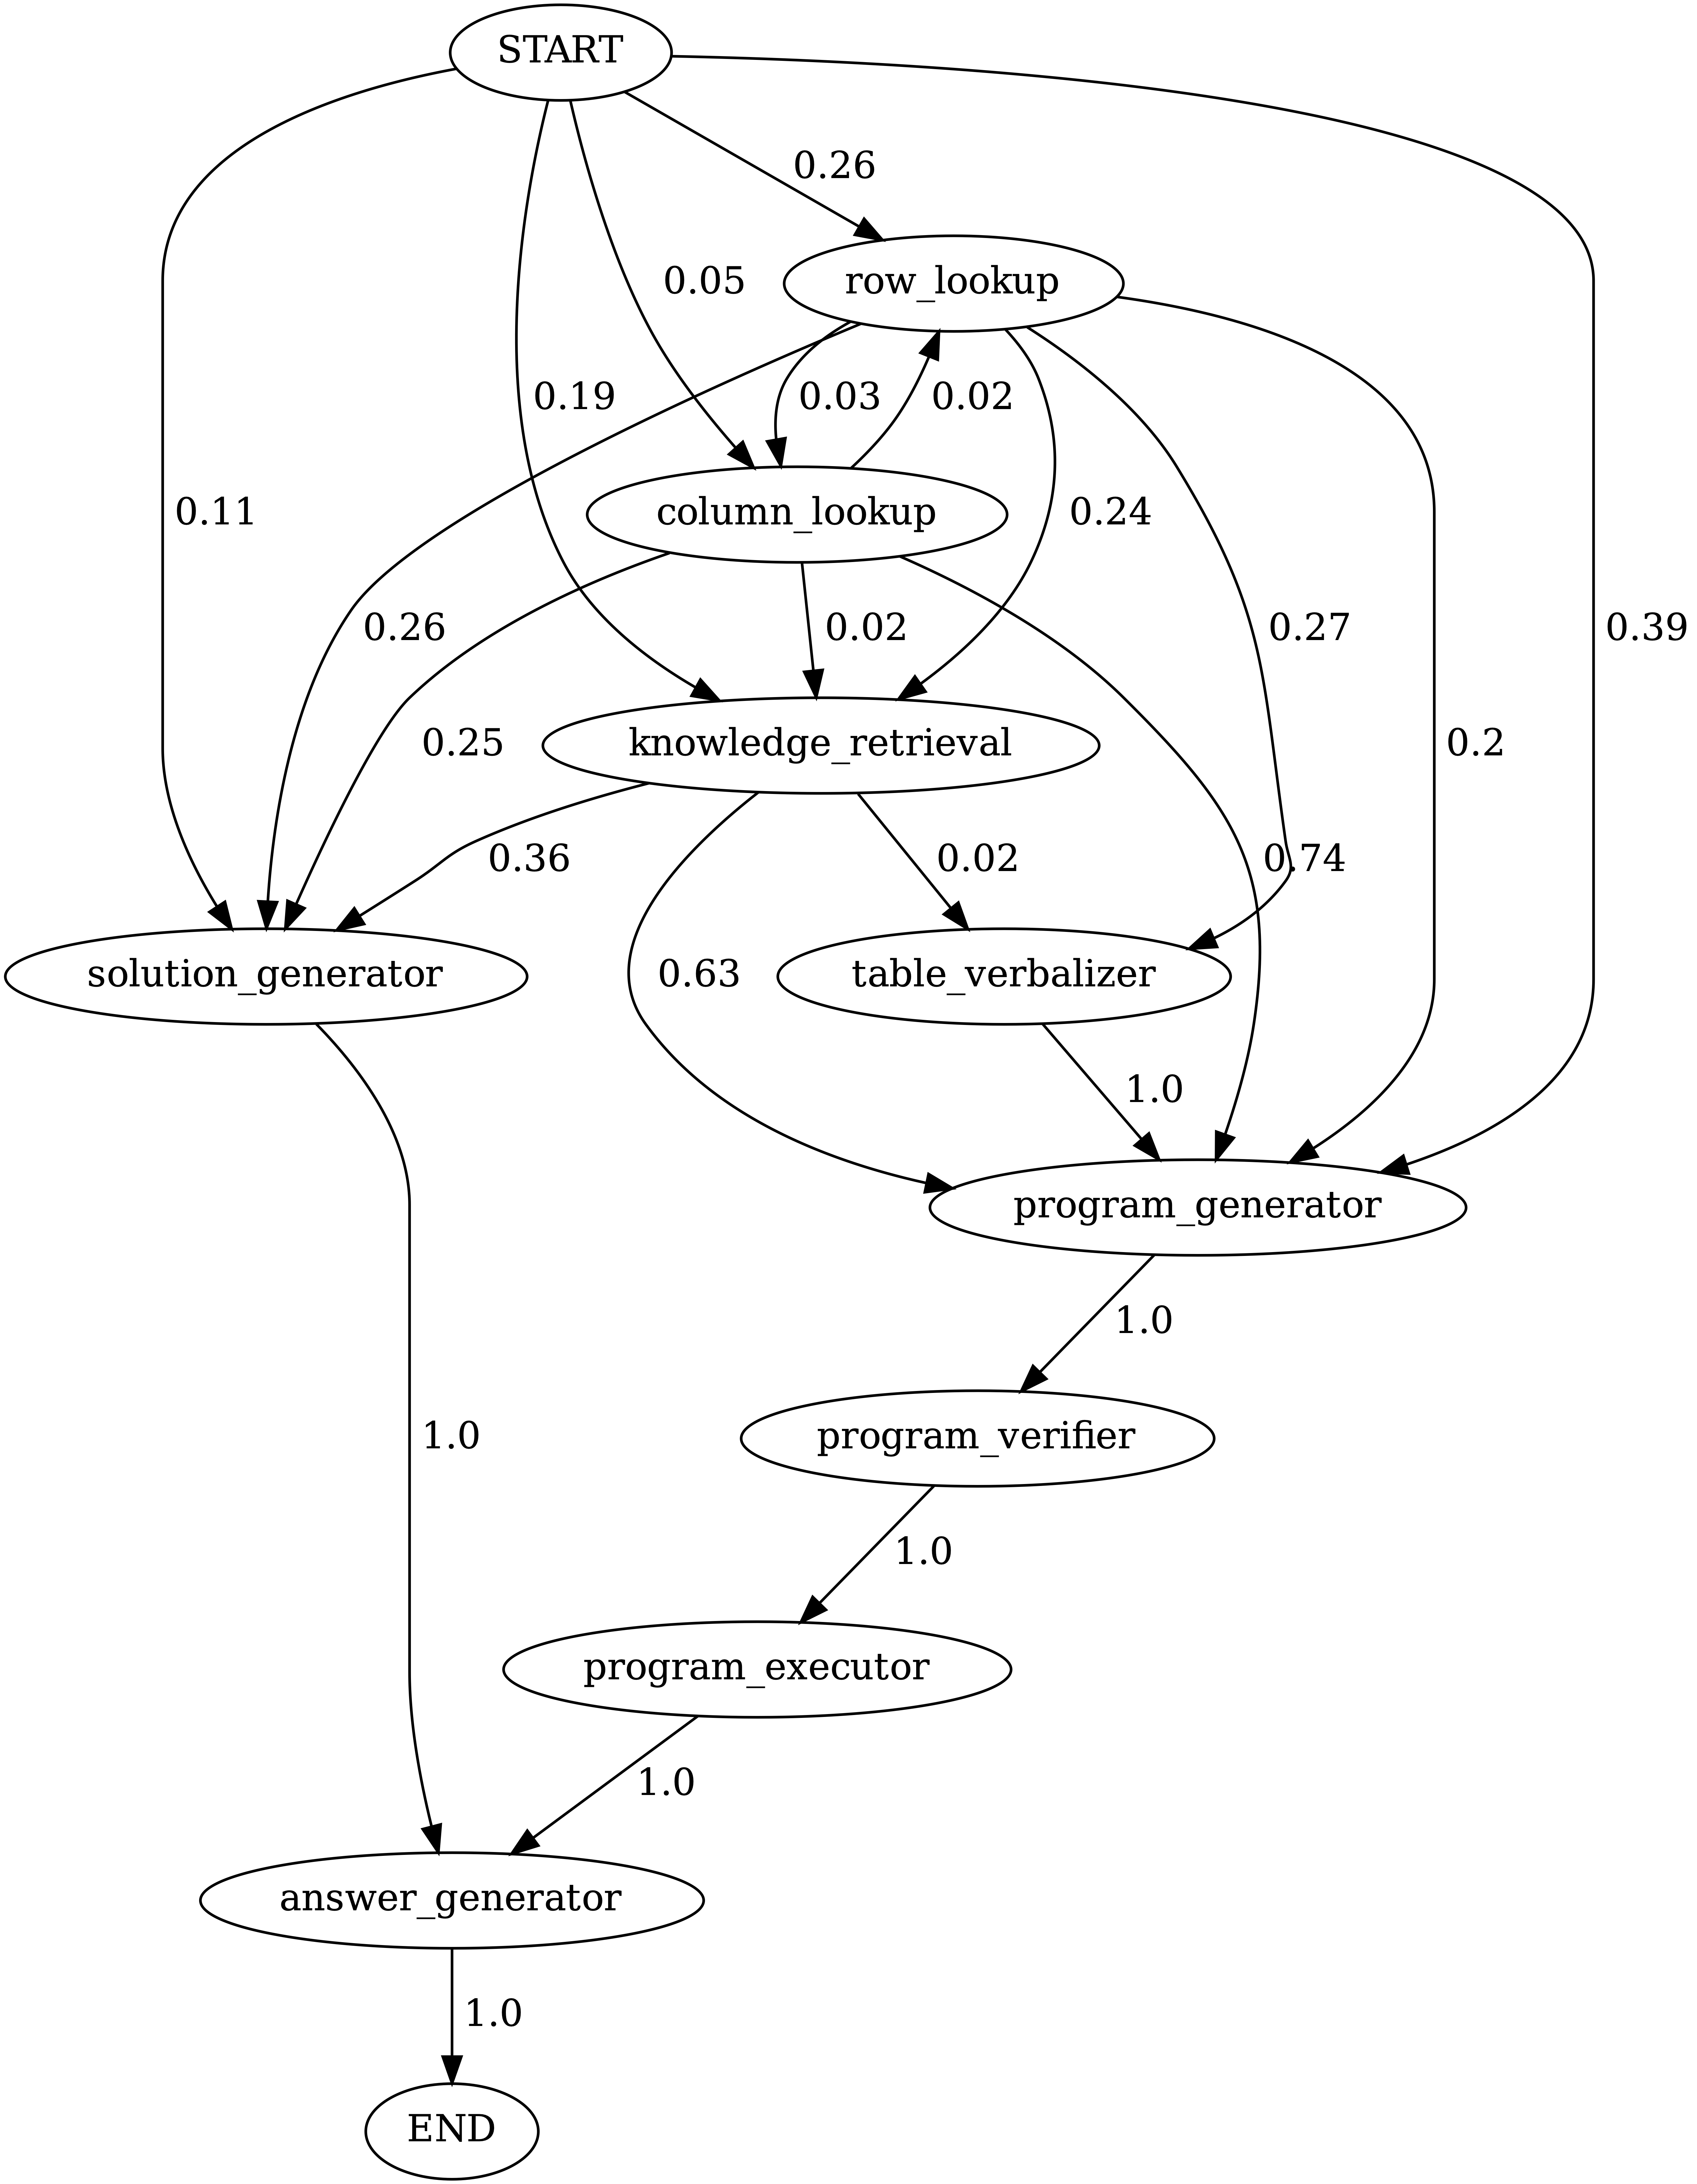 START
0.26
row_lookup
0.05
0.19
0.03
0.02
column_lookup
0.11
0.24
0.26
0.02
0.27
0.39
0.25
knowledge_retrieval
0.2
0.36
0.02
0.74
solution_generator
0.63
table_verbalizer
1.0
program_generator
1.0
1.0
program_verifier
1.0
program_executor
1.0
answer_generator
1.0
END